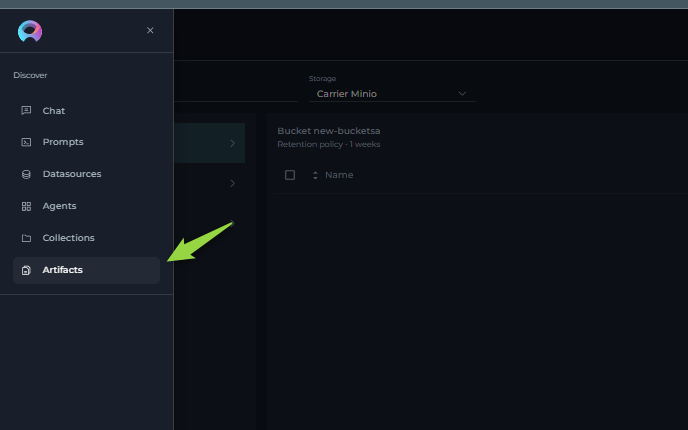 Discover
Chat
Prompts
Datasources
Agents
Collections
Artifacts
Storage
Carrier Minio
Bucket new-bucketsa
Retention policy - 1 weeks
Name